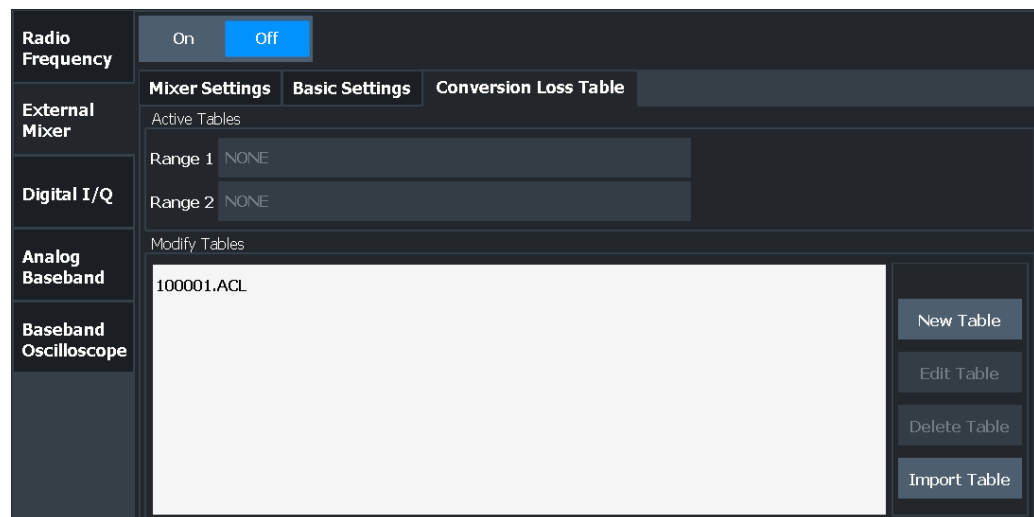 Radio
Frequency
External
Mixer
Digital I/Q
Analog
Baseband
Baseband
Oscilloscope
On Off
Mixer Settings Basic Settings Conversion Loss Table
Active Tables
Range 1 NONE
Range 2 NONE
Modify Tables
100001.ACL
New Table
Edit Table
Delete Table
Import Table